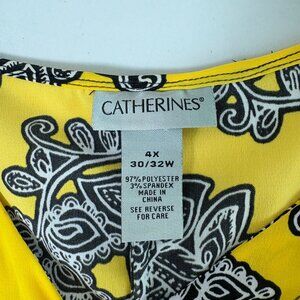 CATHERINES®
4X
30/32W
97% POLYESTER
3% SPANDEX
MADE IN
CHINA
SEE REVERSE
FOR CARE